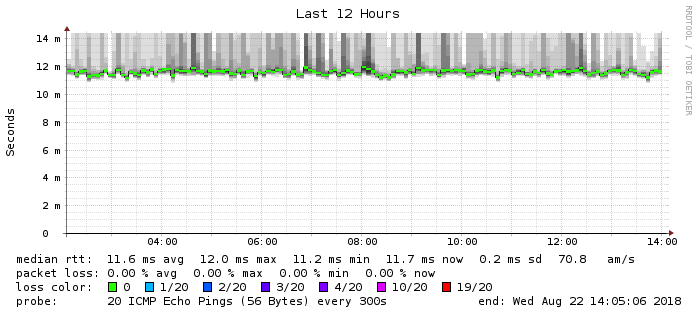 Last 12 Hours
RRDTOOL / TOBI OETIKER
Seconds
14 m
12 m
10 m
8 m
6 m
4 m
2 m
0
04:00 06:00 08:00 10:00 12:00 14:00
median rtt: 11.6 ms avg 12.0 ms max 11.2 ms min 11.7 ms now 0.2 ms sd 70.8 am/s
packet loss: 0.00 % avg 0.00 % max 0.00 % min 0.00 % now
loss color: 0 1/20 2/20 3/20 4/20 10/20 19/20
probe: 20 ICMP Echo Pings (56 Bytes) every 300s end: Wed Aug 22 14:05:06 2018